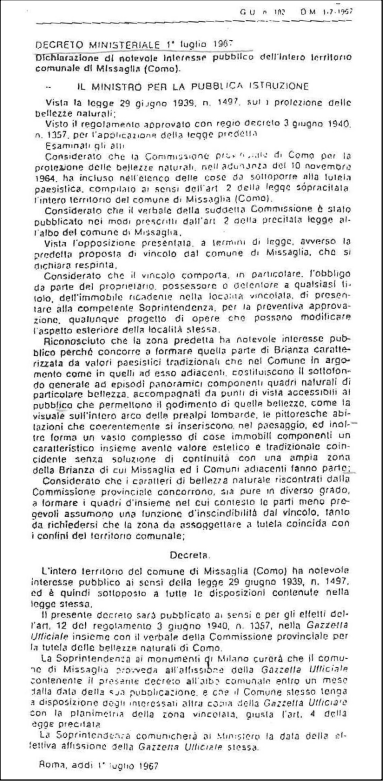 G U n 182 D M 1-7-1967
DECRETO MINISTERIALE 1° luglio 1967
Dichiarazione di notevole interesse pubblico dell'intero territorio
comunale di Missaglia (Como).
IL MINISTRO PER LA PUBBLICA ISTRUZIONE
Vista la legge 29 giugno 1939, n. 1497, sulla protezione delle
bellezze naturali;
Visto il regolamento approvato con regio decreto 3 giugno 1940,
n. 1357, per l'applicazione della legge predetta
Esaminati gli atti
Considerato che la Commissione provinciale di Como per la
protezione delle bellezze naturali, nell'adunanza del 10 novembre
1964, ha incluso nell'elenco delle cose da sottoporre alla tutela
paesistica, compilato ai sensi dell'art 2 della legge sopracitata
l'intero territorio del comune di Missaglia (Como).
Considerato che il verbale della suddetta Commissione è stato
pubblicato nei modi prescritti dall'art 2 della precitata legge al-
l'albo del comune di Missaglia,
Vista l'opposizione presentata, a termini di legge, avverso la
predetta proposta di vincolo dal comune di Missaglia, che si
dichiara respinta,
Considerato che il vincolo comporta, in particolare, l'obbligo
da parte del proprietario, possessore o detentore a qualsiasi ti-
tolo, dell'immobile ricadente nella località vincolata, di presen-
tare alla competente Soprintendenza, per la preventiva approva-
zione, qualunque progetto di opere che possano modificare
l'aspetto esteriore della località stessa,
Riconosciuto che la zona predetta ha notevole interesse pub-
blico perché concorre a formare quella parte di Brianza caratte-
rizzata da valori paesistici tradizionali che nel Comune in argo-
mento come in quelli ad esso adiacenti, costituiscono il sottofon-
do generale ad episodi panoramici componenti quadri naturali di
particolare bellezza, accompagnati da punti di vista accessibili al
pubblico che permettono il godimento di quelle bellezze, come la
visuale sull'intero arco delle prealpi lombarde, le pittoresche abi-
tazioni che coerentemente si inseriscono, nel paesaggio, ed inol-
tre forma un vasto complesso di cose immobili componenti un
caratteristico insieme avente valore estetico e tradizionale coin-
cidente senza soluzione di continuità con una ampia zona
della Brianza di cui Missaglia ed i Comuni adiacenti fanno parte;
Considerato che i caratteri di bellezza naturale riscontrati dalla
Commissione provinciale concorrono, sia pure in diverso grado,
a formare i quadri d'insieme nel cui contesto le parti meno pre-
gevoli assumono una funzione d'inscindibilità dal vincolo, tanto
da richiedersi che la zona da assoggettare a tutela coincida con
i confini del territorio comunale;
Decreta.
L'intero territorio del comune di Missaglia (Como) ha notevole
interesse pubblico ai sensi della legge 29 giugno 1939, n. 1497,
ed è quindi sottoposto a tutte le disposizioni contenute nella
legge stessa,
Il presente decreto sarà pubblicato ai sensi e per gli effetti del-
l'art. 12 del regolamento 3 giugno 1940, n. 1357, nella Gazzetta
Ufficiale insieme con il verbale della Commissione provinciale per
la tutela delle bellezze naturali di Como.
La Soprintendenza ai monumenti di Milano curerà che il comu-
ne di Missaglia provveda all'affissione della Gazzetta Ufficiale
contenente il presente decreto all'albo comunale entro un mese
dalla data della sua pubblicazione, e che il Comune stesso tenga
a disposizione degli interessati altra copia della Gazzetta Ufficiale
con la planimetria della zona vincolata, giusta l'art. 4 della
legge precitata
La Soprintendenza comunicherà al Ministero la data della ef-
fettiva affissione della Gazzetta Ufficiale stessa.
Roma, addì 1° luglio 1967